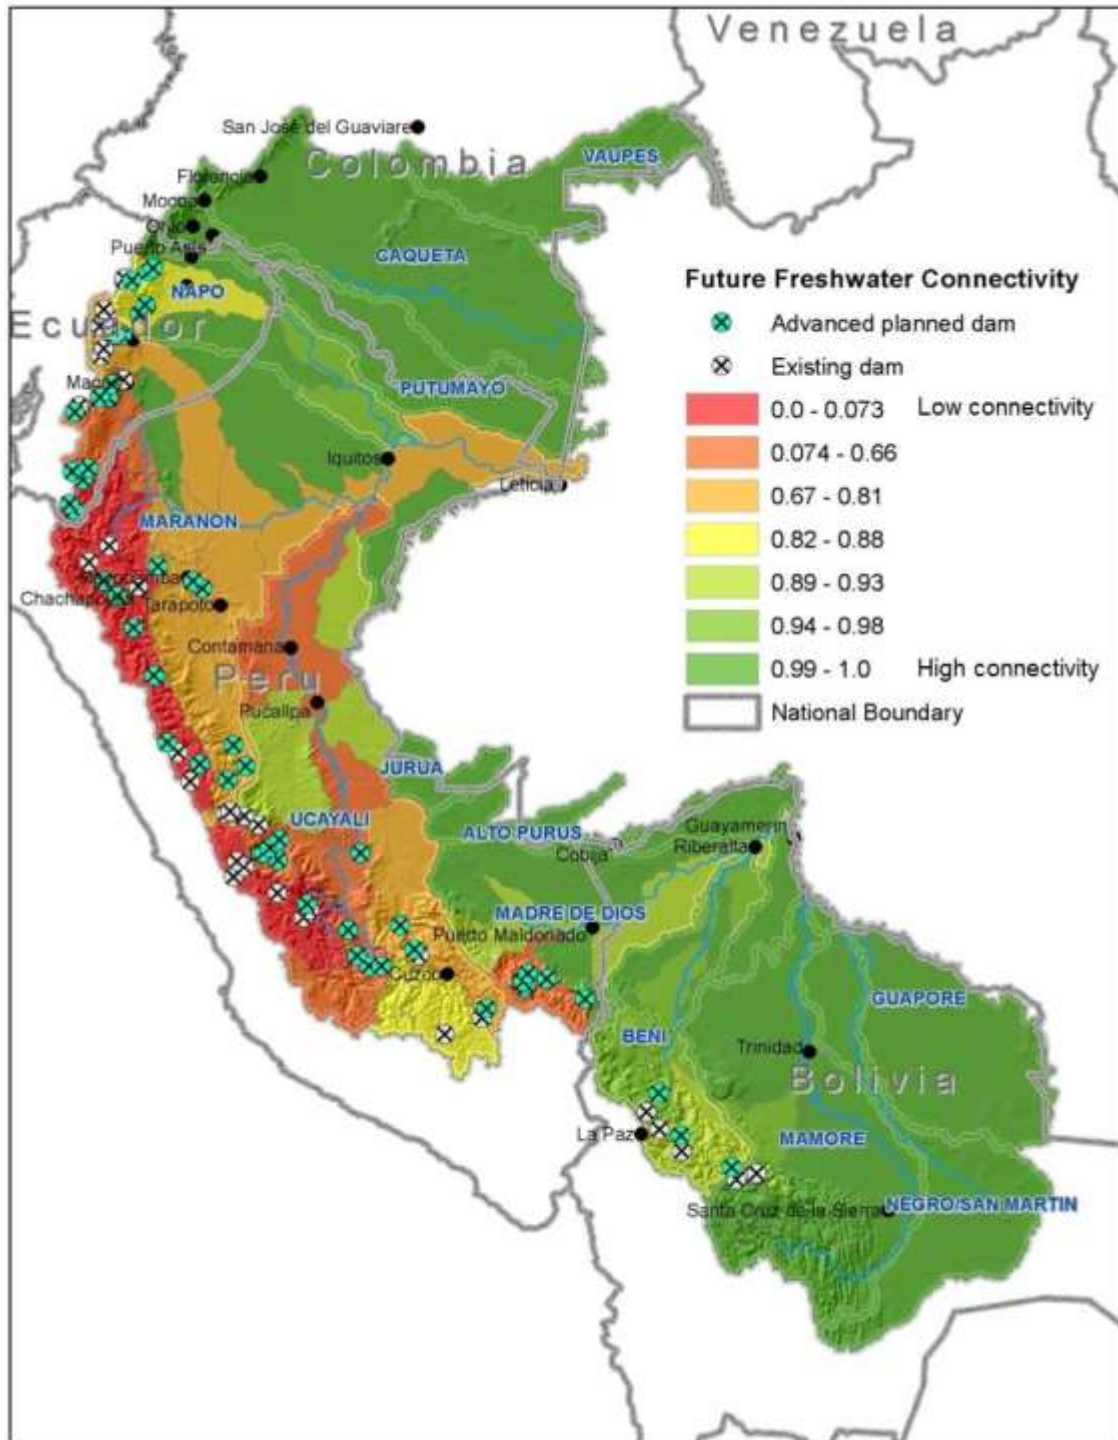 Venezuela
San José del Guaviare
Colombia
VAUPES
Florencia
Mocoa
Orito
Puerto Asis
CAQUETA
NAPO
Ecuador
Future Freshwater Connectivity
Advanced planned dam
Existing dam
0.0 - 0.073 Low connectivity
0.074 - 0.66
0.67 - 0.81
0.82 - 0.88
0.89 - 0.93
0.94 - 0.98
0.99 - 1.0 High connectivity
National Boundary
PUTUMAYO
Iquitos
Leticia
MARANON
Tarapoto
Contamana
Peru
Pucallpa
JURUA
UCAYALI
ALTO PURUS
Guayamerin
Riberalta
Cobija
MADRE DE DIOS
Puerto Maldonado
Cuzco
GUAPORE
BENI
Trinidad
Bolivia
La Paz
MAMORE
Santa Cruz de la Sierra
NEGRO/SAN MARTIN